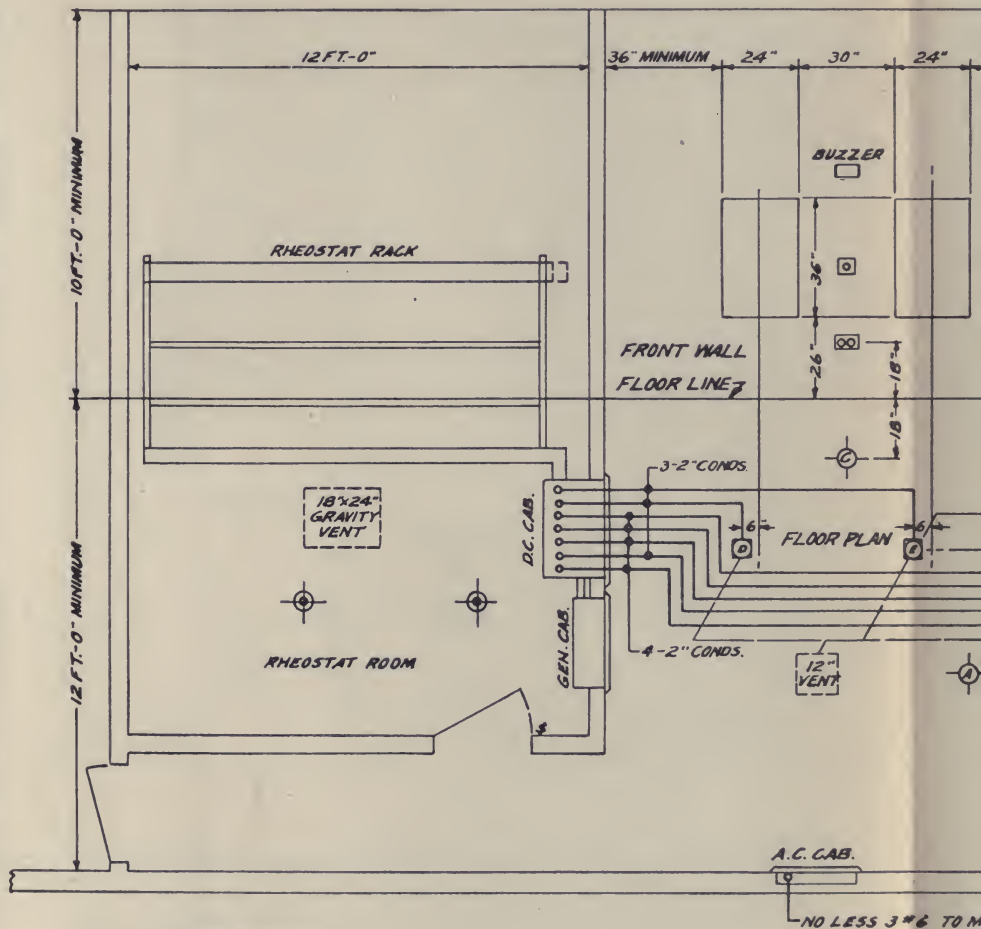 12 FT.-0"
36" MINIMUM
24"
30"
24"
BUZZER
10 FT.-0" MINIMUM
RHEOSTAT RACK
36"
26"
18"
FRONT WALL
FLOOR LINE
18"
C
3-2" CONDS.
18"x24"
GRAVITY
VENT
D.C. CAB.
6"
6"
D
FLOOR PLAN
E
12 FT.-0" MINIMUM
GEN. CAB.
4-2" CONDS.
RHEOSTAT ROOM
12"
VENT
A
S
A.C. CAB.
NO LESS 3 #6 TO M